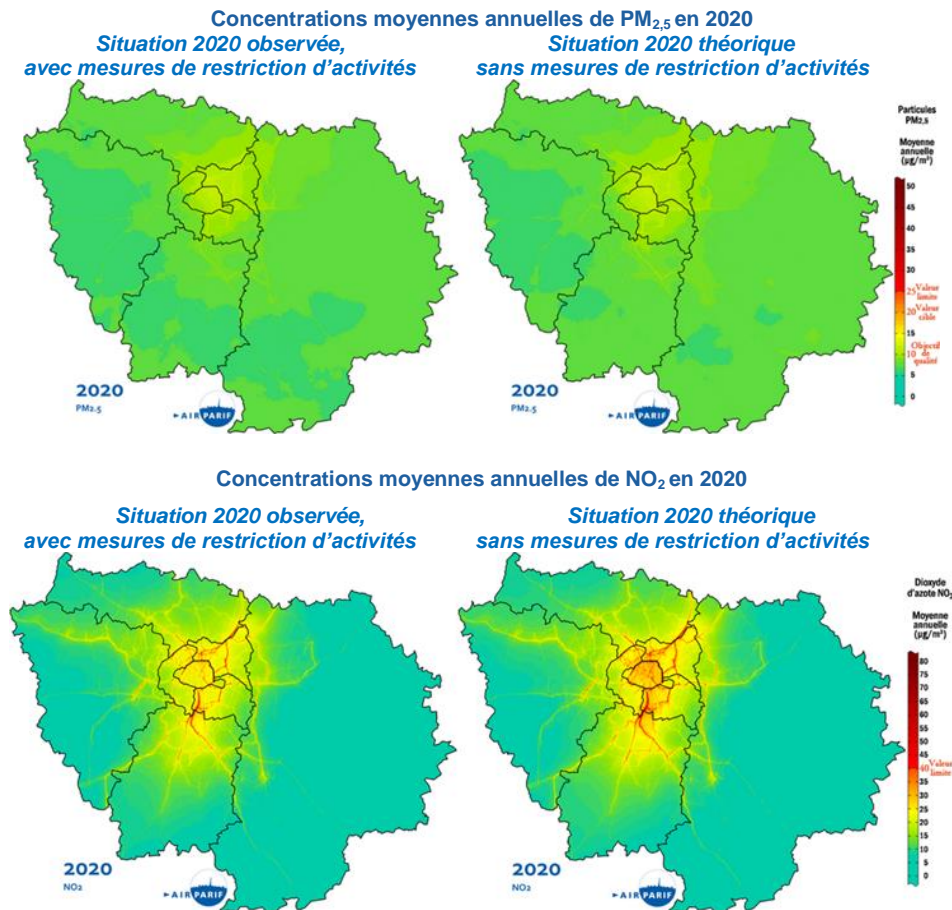 Concentrations moyennes annuelles de PM2,5 en 2020
Situation 2020 observée,
avec mesures de restriction d'activités
Situation 2020 théorique
sans mesures de restriction d'activités
Particules
PM2,5
Moyenne
annuelle
(µg/m³)
50
45
40
35
30
25 Valeur
limite
20 Valeur
cible
15
Objectif
10 de
qualité
5
0
2020
PM2.5
AIRPARIF
2020
PM2.5
AIRPARIF
Concentrations moyennes annuelles de NO2 en 2020
Situation 2020 observée,
avec mesures de restriction d'activités
Situation 2020 théorique
sans mesures de restriction d'activités
Dioxyde
d'azote NO2
Moyenne
annuelle
(µg/m³)
80
75
70
65
60
55
50
45
40 Valeur
limite
35
30
25
20
15
10
5
0
2020
NO2
AIRPARIF
2020
NO2
AIRPARIF